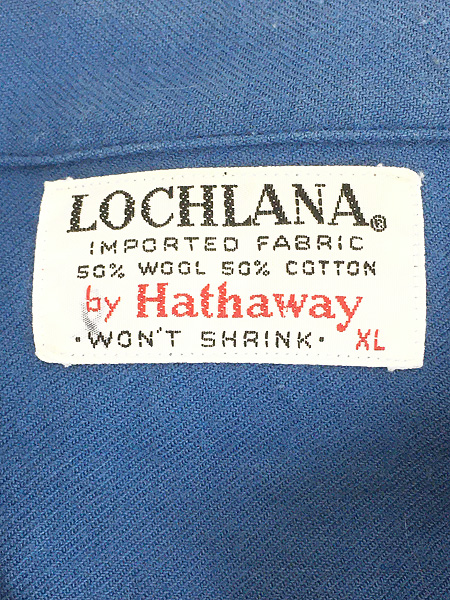 LOCHLANA®
IMPORTED FABRIC
50% WOOL 50% COTTON
by Hathaway
·WON'T SHRINK· XL